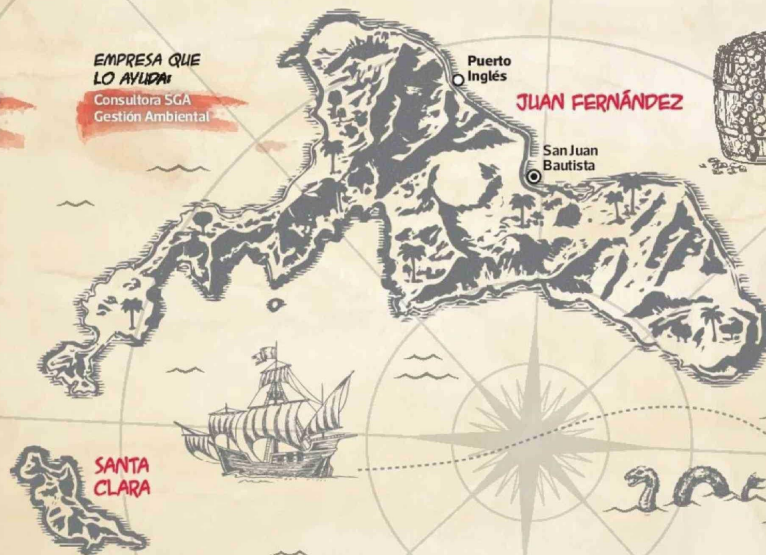 EMPRESA QUE
LO AYUDA:
Consultora SGA
Gestión Ambiental
Puerto
Inglés
JUAN FERNÁNDEZ
San Juan
Bautista
SANTA
CLARA